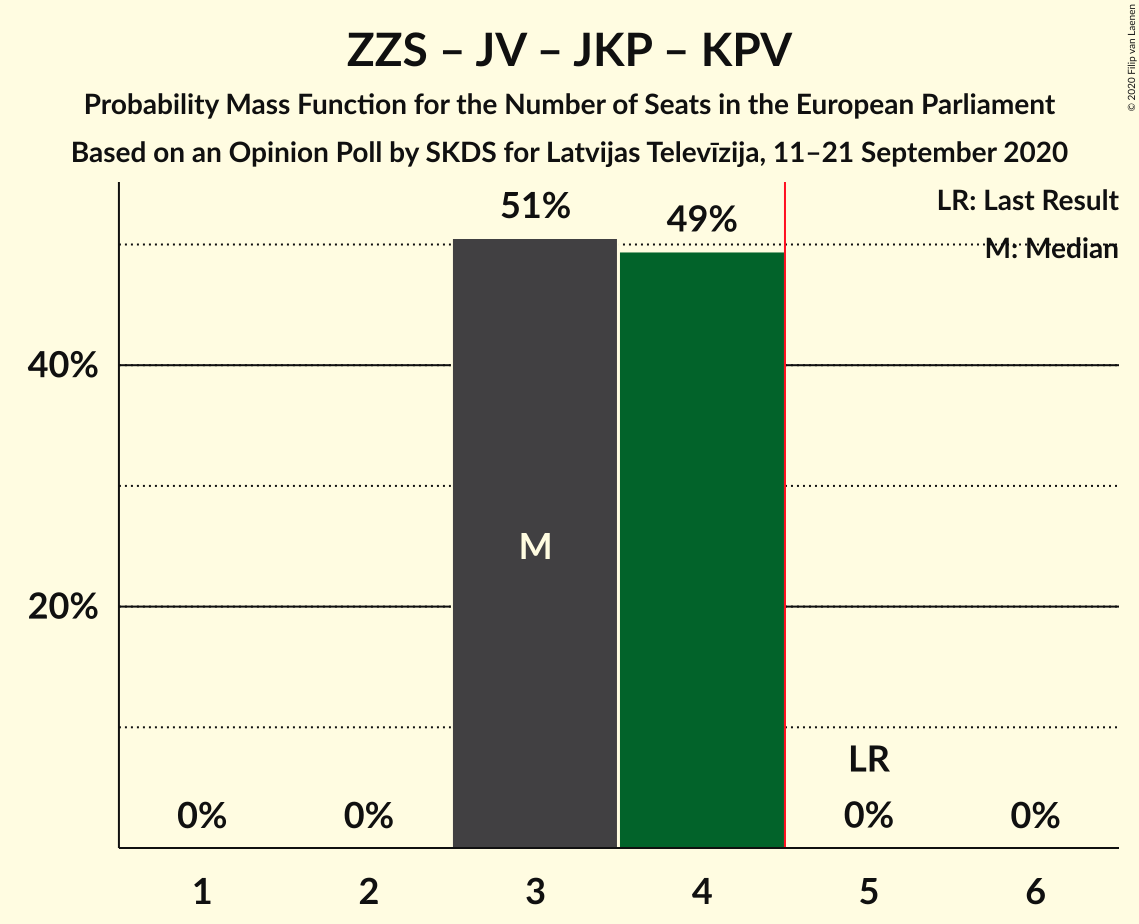 ZZS – JV – JKP – KPV
Probability Mass Function for the Number of Seats in the European Parliament
Based on an Opinion Poll by SKDS for Latvijas Televīzija, 11–21 September 2020
© 2020 Filip van Laenen
LR: Last Result
M: Median
51%
49%
40%
20%
M
LR
0%
0%
0%
0%
1
2
3
4
5
6